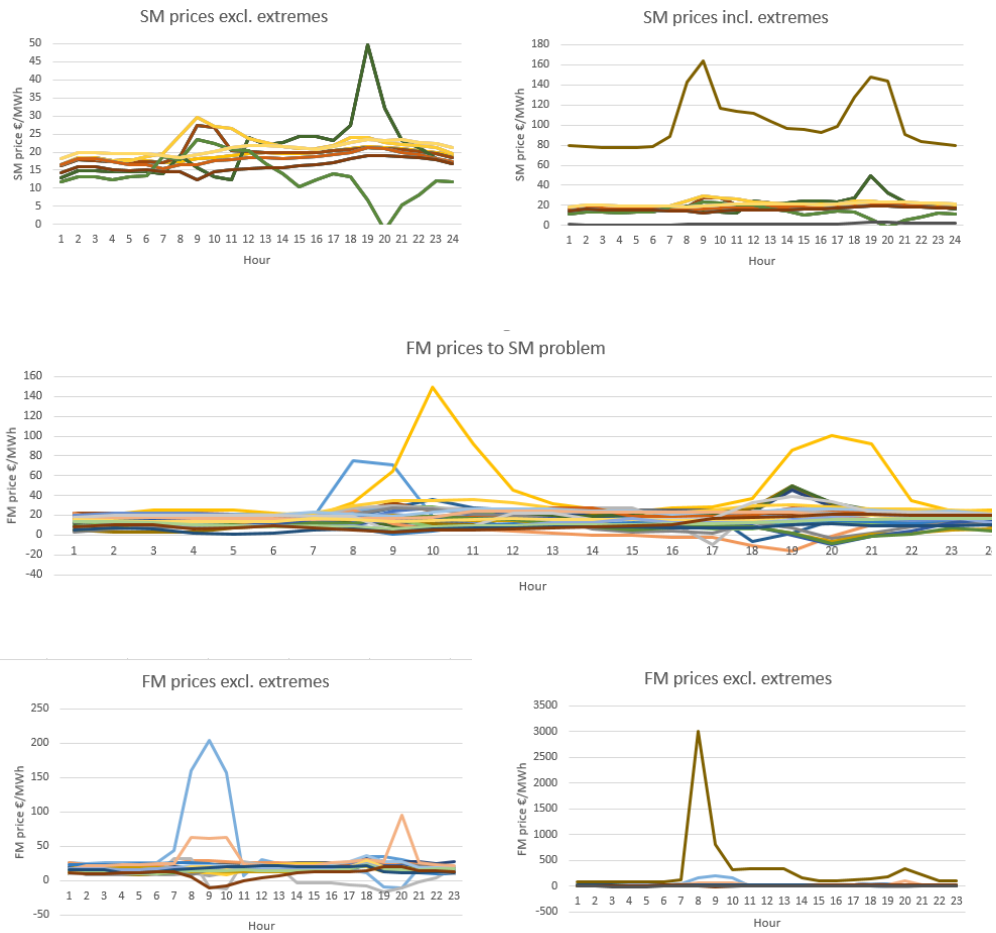 SM prices excl. extremes
50
45
40
35
30
25
20
15
10
5
0
SM price €/MWh
1 2 3 4 5 6 7 8 9 10 11 12 13 14 15 16 17 18 19 20 21 22 23 24
Hour
SM prices incl. extremes
180
160
140
120
100
80
60
40
20
0
SM price €/MWh
1 2 3 4 5 6 7 8 9 10 11 12 13 14 15 16 17 18 19 20 21 22 23 24
Hour
FM prices to SM problem
160
140
120
100
80
60
40
20
0
-20
-40
FM price €/MWh
1 2 3 4 5 6 7 8 9 10 11 12 13 14 15 16 17 18 19 20 21 22 23
Hour
FM prices excl. extremes
250
200
150
100
50
0
-50
FM price €/MWh
1 2 3 4 5 6 7 8 9 10 11 12 13 14 15 16 17 18 19 20 21 22 23
Hour
FM prices excl. extremes
3500
3000
2500
2000
1500
1000
500
0
-500
FM price €/MWh
1 2 3 4 5 6 7 8 9 10 11 12 13 14 15 16 17 18 19 20 21 22 23
Hour